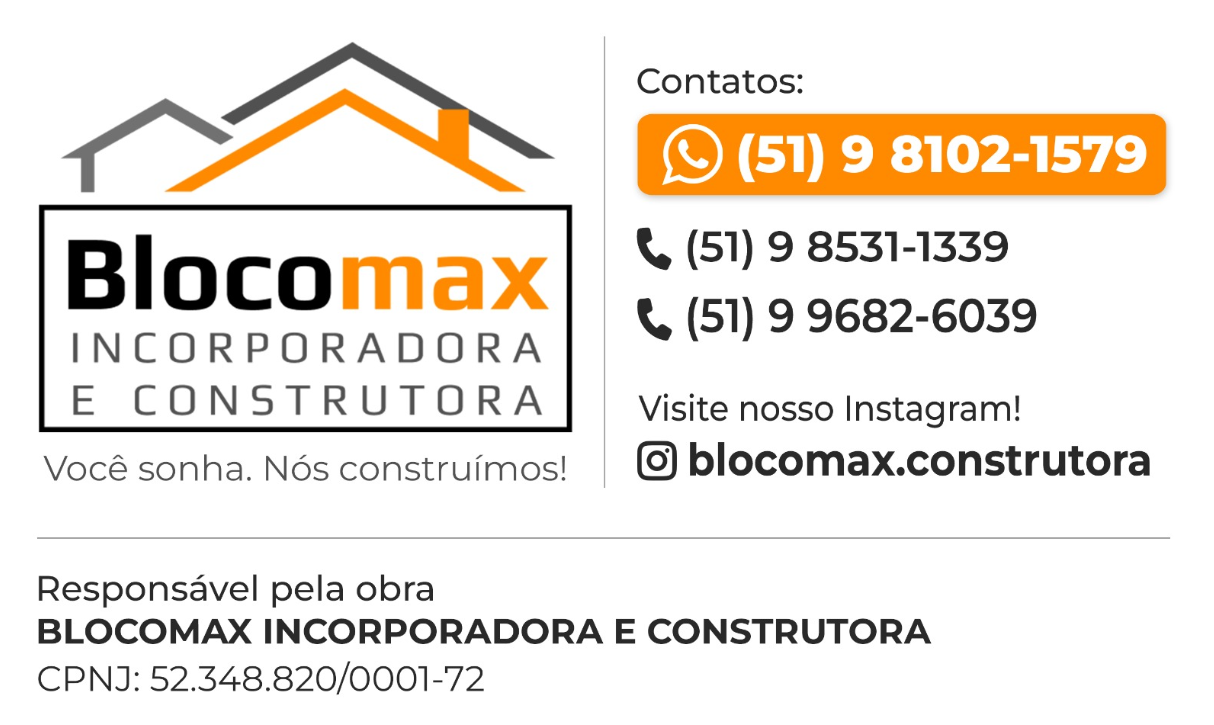 Blocomax
INCORPORADORA
E CONSTRUTORA
Você sonha. Nós construímos!
Contatos:
(51) 9 8102-1579
(51) 9 8531-1339
(51) 9 9682-6039
Visite nosso Instagram!
blocomax.construtora
Responsável pela obra
BLOCOMAX INCORPORADORA E CONSTRUTORA
CPNJ: 52.348.820/0001-72